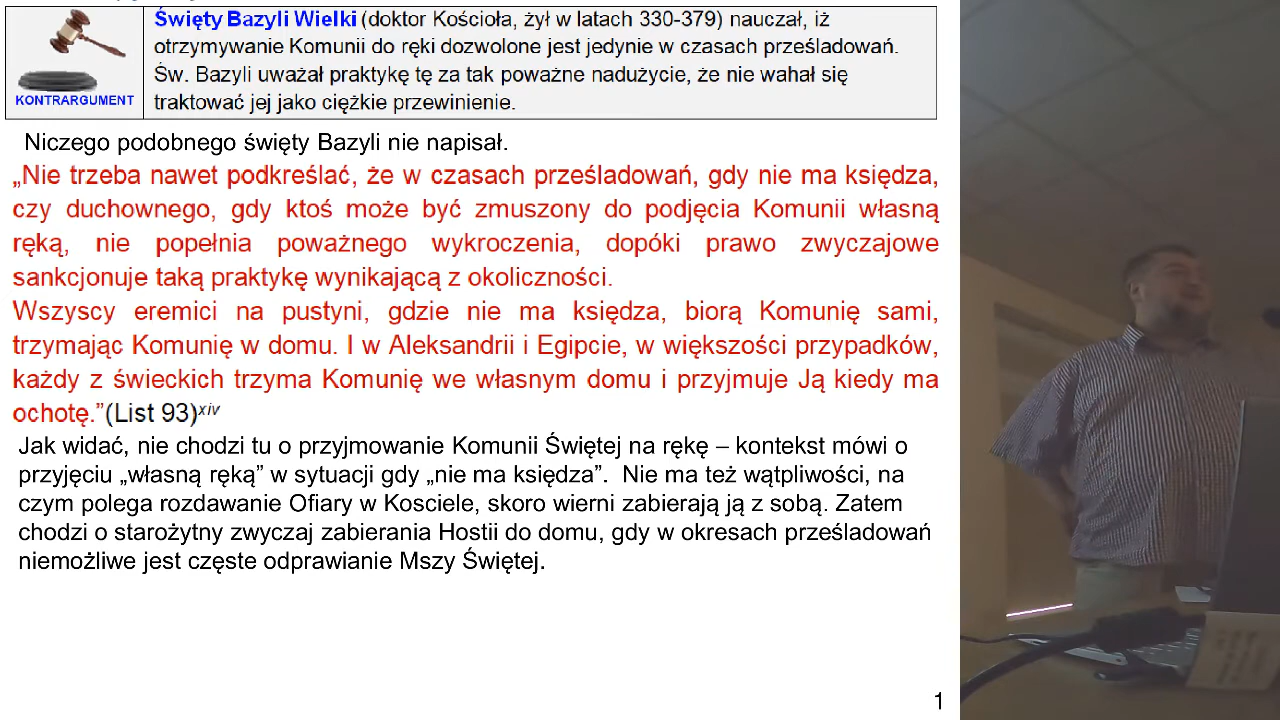 Święty Bazyli Wielki (doktor Kościoła, żył w latach 330-379) nauczał, iż
otrzymywanie Komunii do ręki dozwolone jest jedynie w czasach prześladowań.
Św. Bazyli uważał praktykę tę za tak poważne nadużycie, że nie wahał się
traktować jej jako ciężkie przewinienie.
KONTRARGUMENT
Niczego podobnego święty Bazyli nie napisał.
„Nie trzeba nawet podkreślać, że w czasach prześladowań, gdy nie ma księdza,
czy duchownego, gdy ktoś może być zmuszony do podjęcia Komunii własną
ręką, nie popełnia poważnego wykroczenia, dopóki prawo zwyczajowe
sankcjonuje taką praktykę wynikającą z okoliczności.
Wszyscy eremici na pustyni, gdzie nie ma księdza, biorą Komunię sami,
trzymając Komunię w domu. I w Aleksandrii i Egipcie, w większości przypadków,
każdy z świeckich trzyma Komunię we własnym domu i przyjmuje Ją kiedy ma
ochotę.”(List 93)xiv
Jak widać, nie chodzi tu o przyjmowanie Komunii Świętej na rękę – kontekst mówi o
przyjęciu „własną ręką” w sytuacji gdy „nie ma księdza”. Nie ma też wątpliwości, na
czym polega rozdawanie Ofiary w Kosciele, skoro wierni zabierają ją z sobą. Zatem
chodzi o starożytny zwyczaj zabierania Hostii do domu, gdy w okresach prześladowań
niemożliwe jest częste odprawianie Mszy Świętej.
1